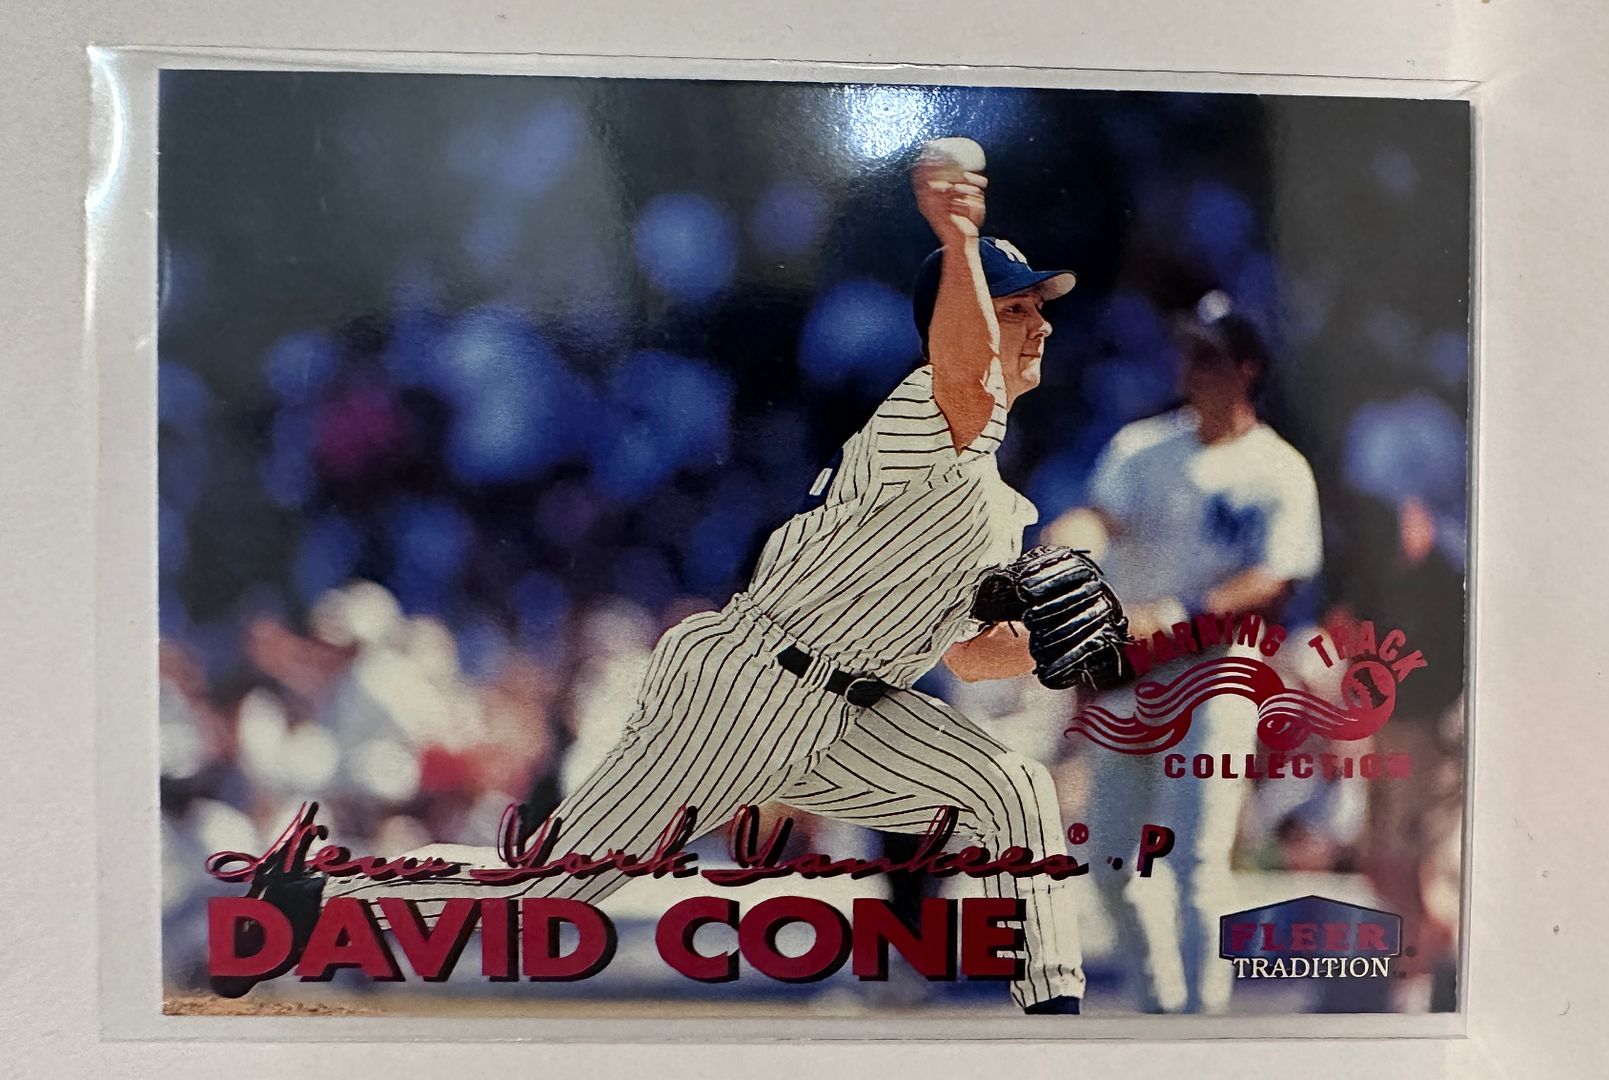 WARNING TRACK
COLLECTION
New York Yankees® • P
DAVID CONE
FLEER
TRADITION